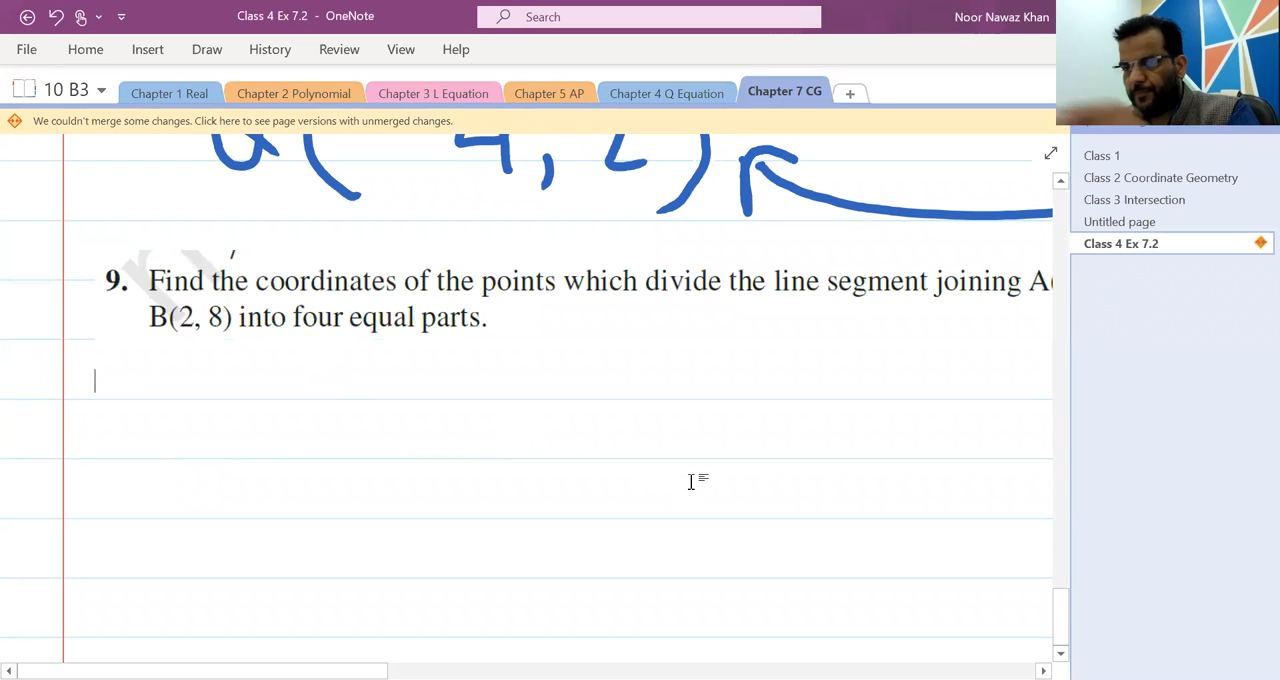 Class 4 Ex 7.2 - OneNote
Search
Noor Nawaz Khan
File Home Insert Draw History Review View Help
10 B3
Chapter 1 Real
Chapter 2 Polynomial
Chapter 3 L Equation
Chapter 5 AP
Chapter 4 Q Equation
Chapter 7 CG
We couldn't merge some changes. Click here to see page versions with unmerged changes.
4, 2)
9. Find the coordinates of the points which divide the line segment joining A(
B(2, 8) into four equal parts.
Class 1
Class 2 Coordinate Geometry
Class 3 Intersection
Untitled page
Class 4 Ex 7.2